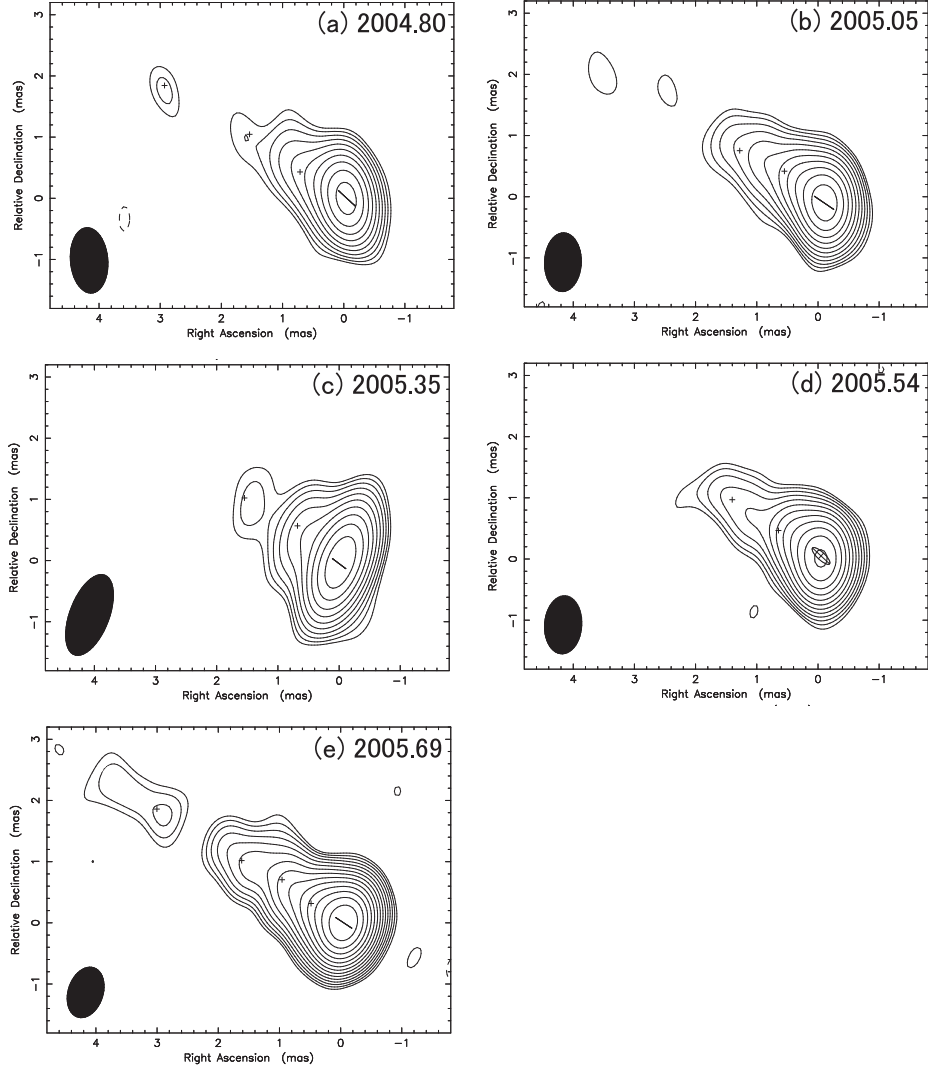 (a) 2004.80
3
2
1
0
−1
Relative Declination (mas)
4 3 2 1 0 −1
Right Ascension (mas)
(b) 2005.05
3
2
1
0
−1
Relative Declination (mas)
4 3 2 1 0 −1
Right Ascension (mas)
(c) 2005.35
3
2
1
0
−1
Relative Declination (mas)
4 3 2 1 0 −1
Right Ascension (mas)
(d) 2005.54
3
2
1
0
−1
Relative Declination (mas)
4 3 2 1 0 −1
Right Ascension (mas)
(e) 2005.69
3
2
1
0
−1
Relative Declination (mas)
4 3 2 1 0 −1
Right Ascension (mas)